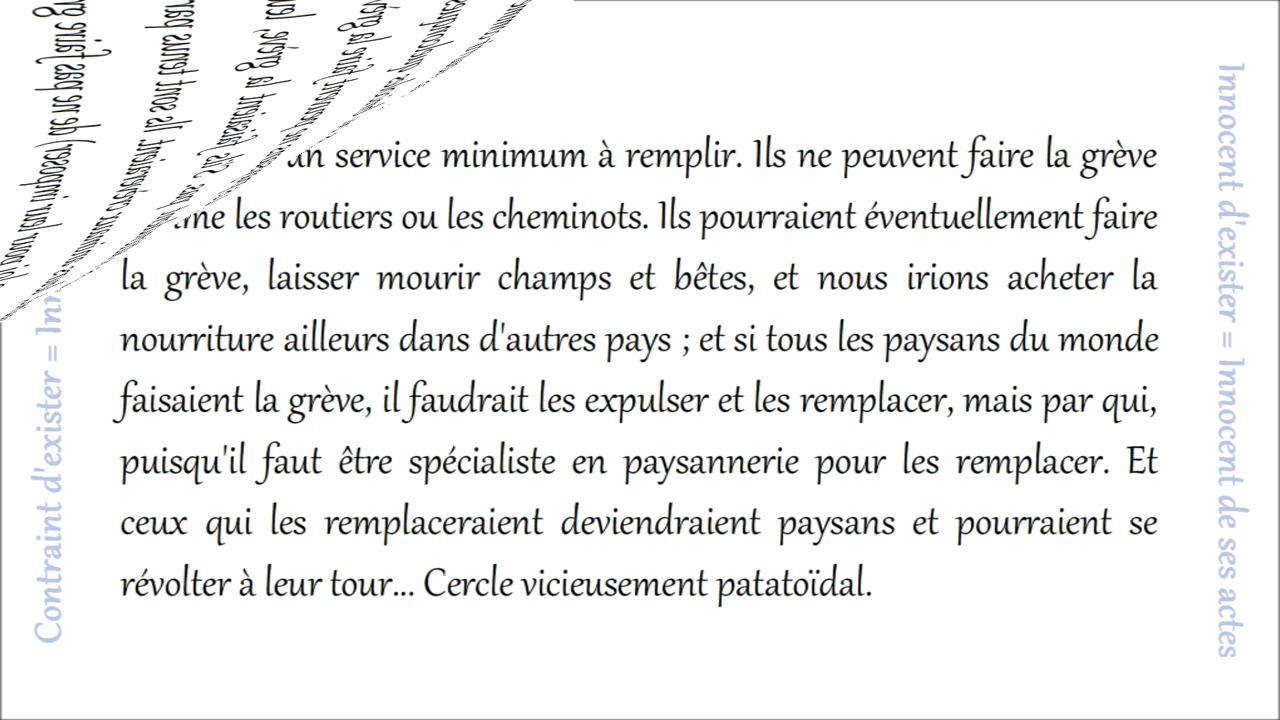 un service minimum à remplir. Ils ne peuvent faire la grève
les routiers ou les cheminots. Ils pourraient éventuellement faire
la grève, laisser mourir champs et bêtes, et nous irions acheter la
nourriture ailleurs dans d'autres pays ; et si tous les paysans du monde
faisaient la grève, il faudrait les expulser et les remplacer, mais par qui,
puisqu'il faut être spécialiste en paysannerie pour les remplacer. Et
ceux qui les remplaceraient deviendraient paysans et pourraient se
révolter à leur tour... Cercle vicieusement patatoïdal.
Contraint d'exister =
Innocent d'exister = Innocent de ses actes